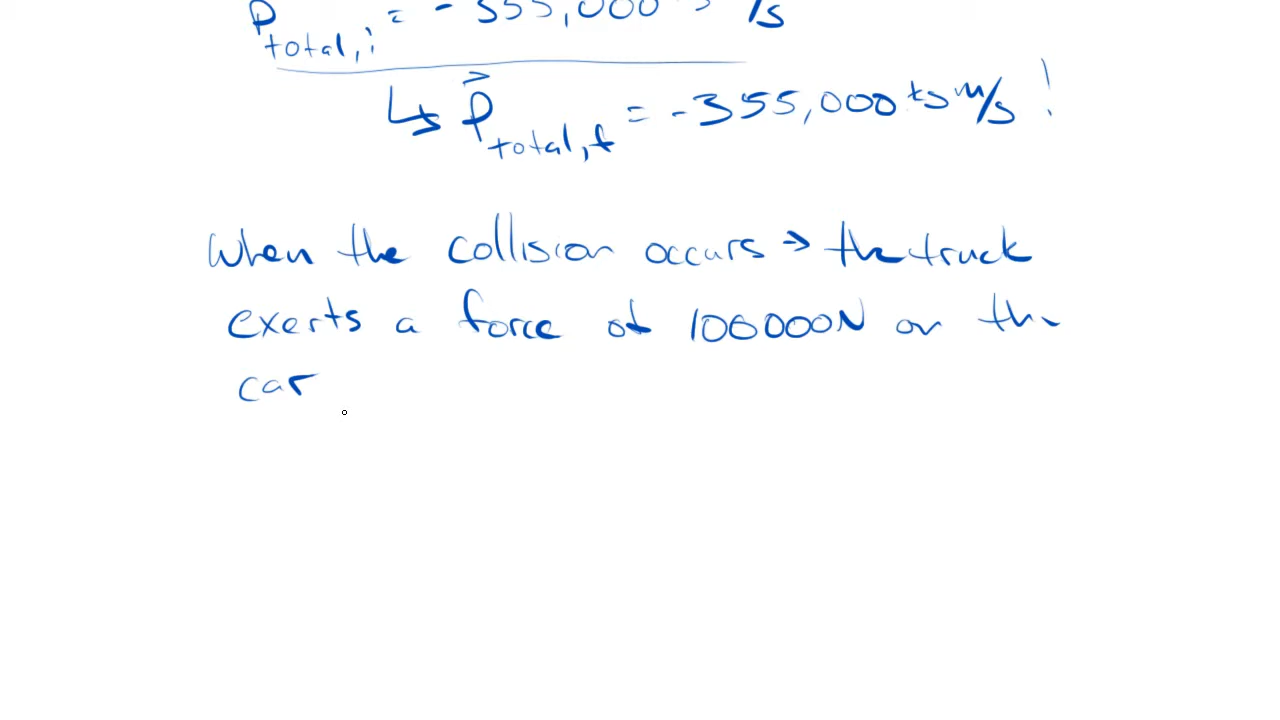 P total,i = -355,000 kg m/s
↳ P⃗ total,f = -355,000 kg m/s !
When the collision occurs → the truck
exerts a force of 100000N on the
car